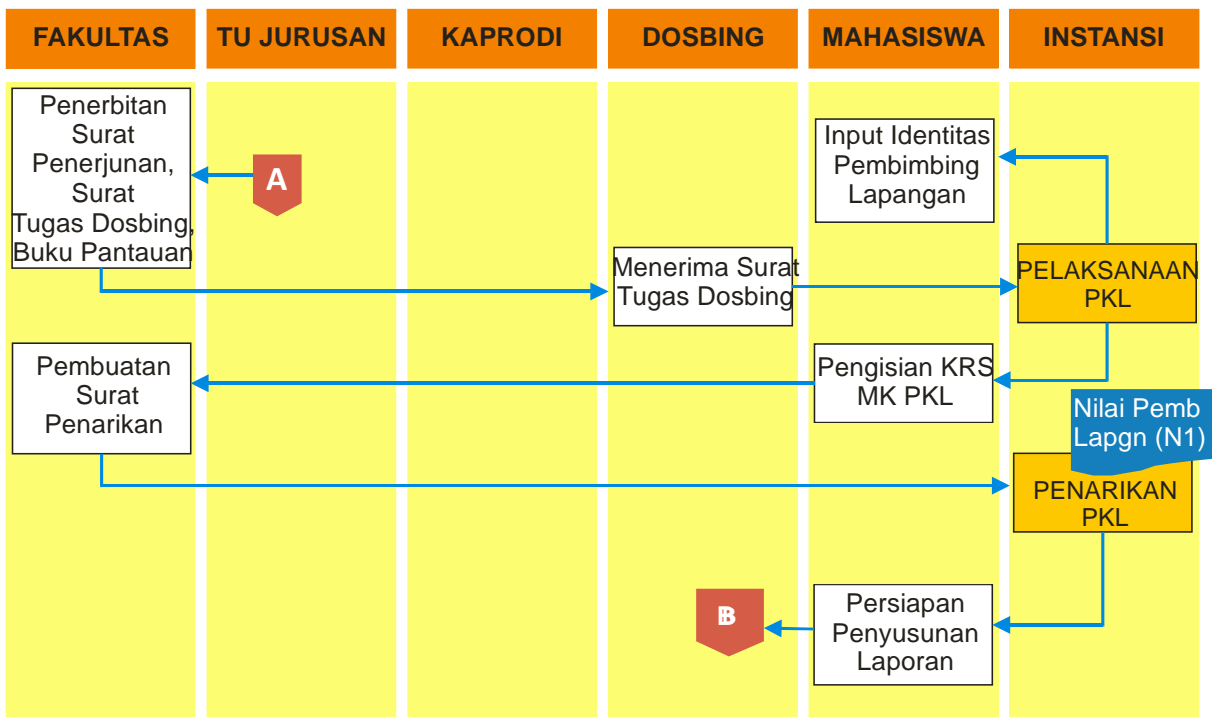 FAKULTAS
TU JURUSAN
KAPRODI
DOSBING
MAHASISWA
INSTANSI
Penerbitan
Surat
Penerjunan,
Surat
Tugas Dosbing,
Buku Pantauan
A
Input Identitas
Pembimbing
Lapangan
Menerima Surat
Tugas Dosbing
PELAKSANAAN
PKL
Pembuatan
Surat
Penarikan
Pengisian KRS
MK PKL
Nilai Pemb
Lapgn (N1)
PENARIKAN
PKL
B
Persiapan
Penyusunan
Laporan